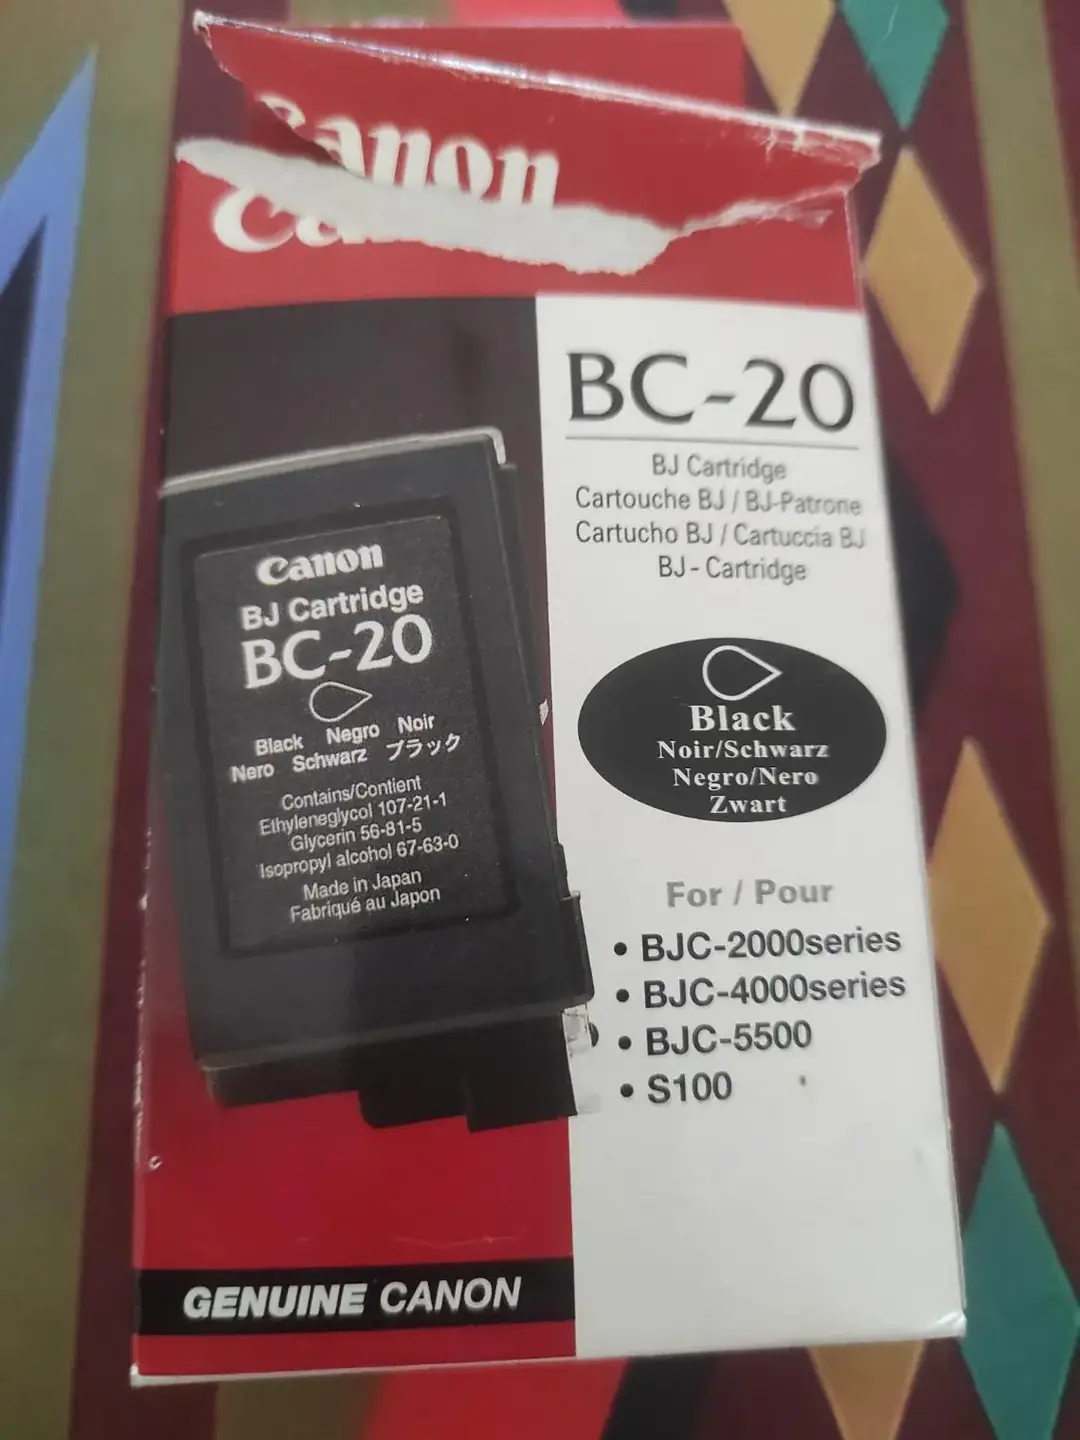 Canon
BC-20
BJ Cartridge
Cartouche BJ / BJ-Patrone
Cartucho BJ / Cartuccia BJ
BJ - Cartridge
Canon
BJ Cartridge
BC-20
Black Negro Noir
Nero Schwarz ブラック
Contains/Contient
Ethyleneglycol 107-21-1
Glycerin 56-81-5
Isopropyl alcohol 67-63-0
Made in Japan
Fabriqué au Japon
Black
Noir/Schwarz
Negro/Nero
Zwart
For / Pour
• BJC-2000series
• BJC-4000series
• BJC-5500
• S100
GENUINE CANON